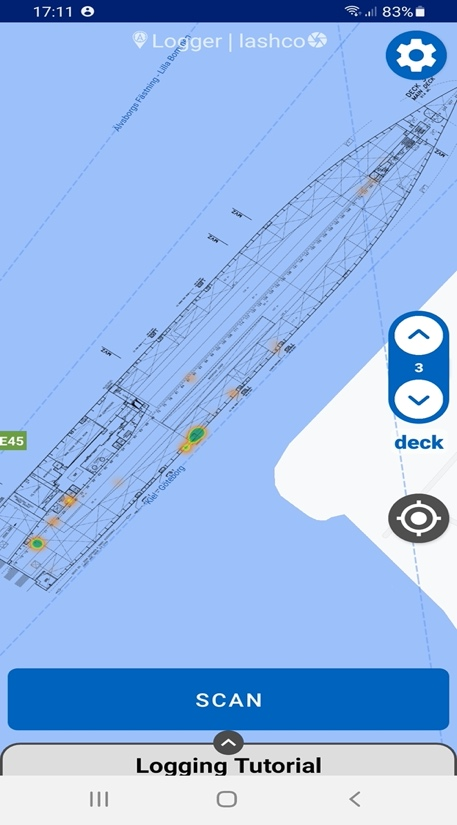 17:11
83%
Logger | lashco
Älvsborgs Fästning - Lilla Bommen
DECK 3
MAIN DECK
3
deck
E45
Kiel - Göteborg
SCAN
Logging Tutorial